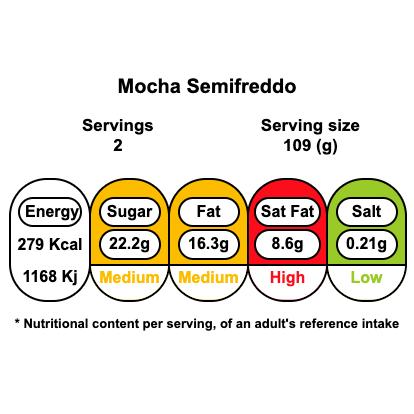 Mocha Semifreddo
Servings
2
Serving size
109 (g)
Energy
279 Kcal
1168 Kj
Sugar
22.2g
Medium
Fat
16.3g
Medium
Sat Fat
8.6g
High
Salt
0.21g
Low
* Nutritional content per serving, of an adult's reference intake